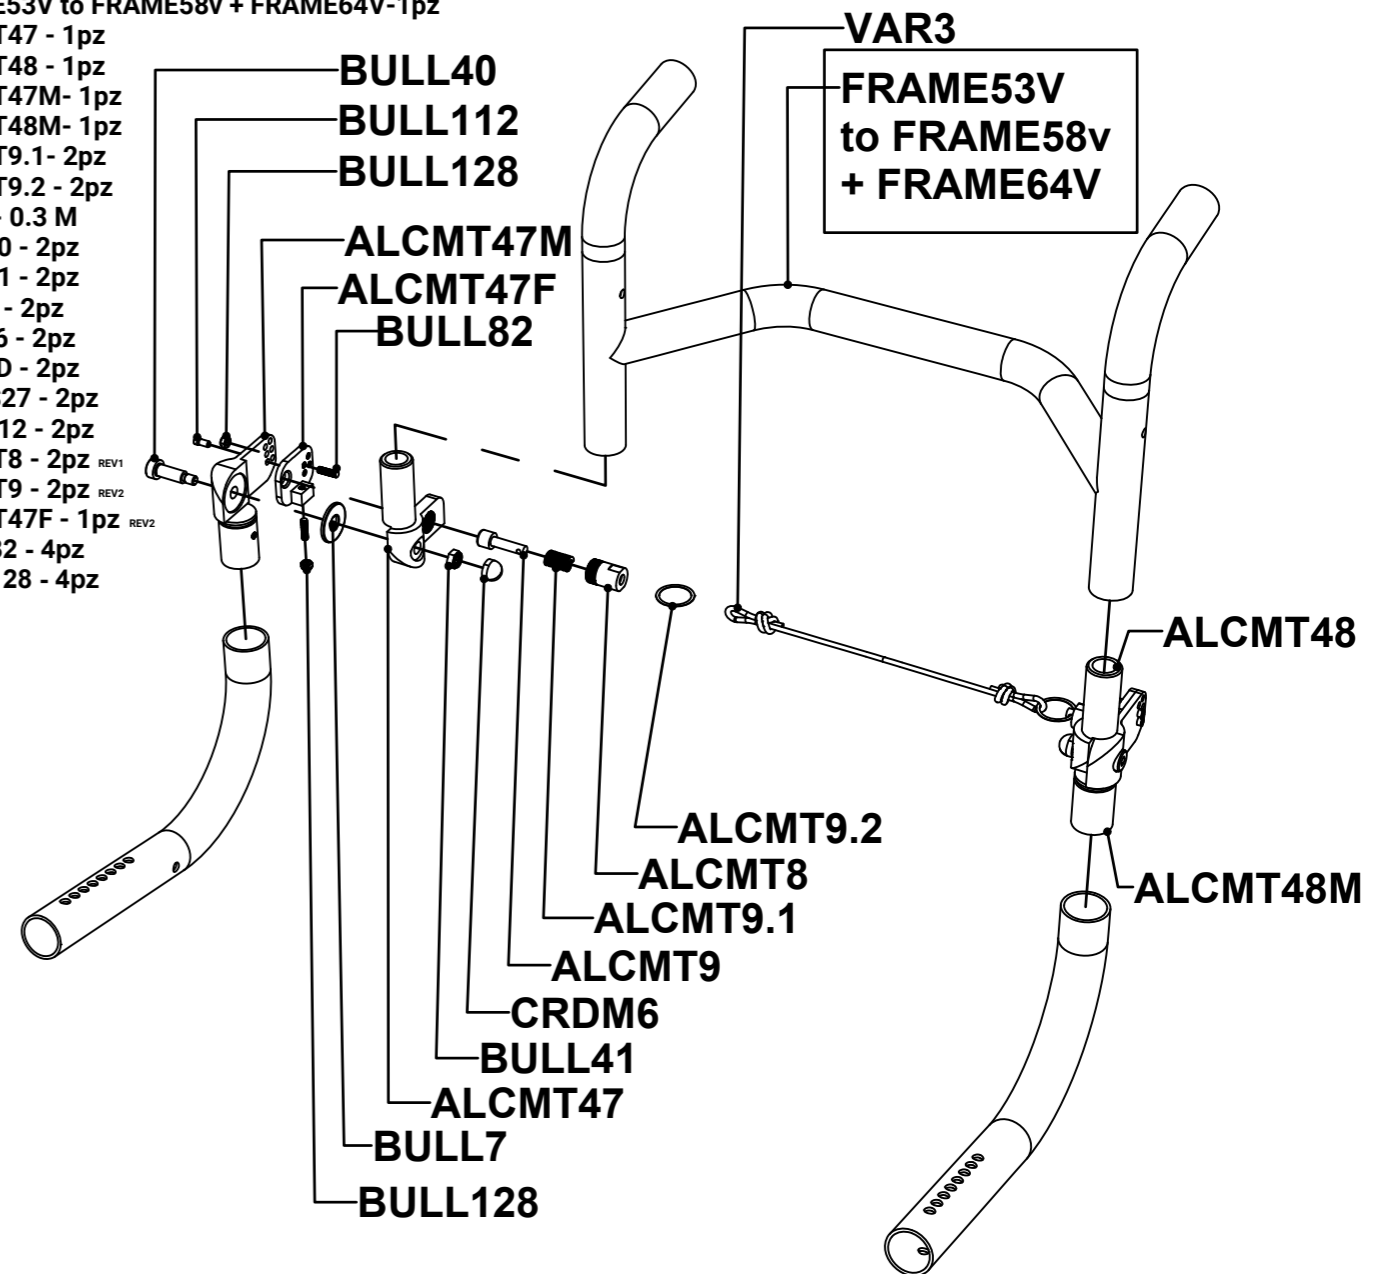 E53V to FRAME58V + FRAME64V-1pz
T47 - 1pz
T48 - 1pz
T47M- 1pz
T48M- 1pz
T9.1- 2pz
T9.2 - 2pz
- 0.3 M
0 - 2pz
1 - 2pz
- 2pz
6 - 2pz
D - 2pz
527 - 2pz
12 - 2pz
T8 - 2pz REV1
T9 - 2pz REV2
T47F - 1pz REV2
32 - 4pz
28 - 4pz
BULL40
BULL112
BULL128
ALCMT47M
ALCMT47F
BULL82
VAR3
FRAME53V
to FRAME58v
+ FRAME64V
ALCMT48
ALCMT48M
ALCMT9.2
ALCMT8
ALCMT9.1
ALCMT9
CRDM6
BULL41
ALCMT47
BULL7
BULL128